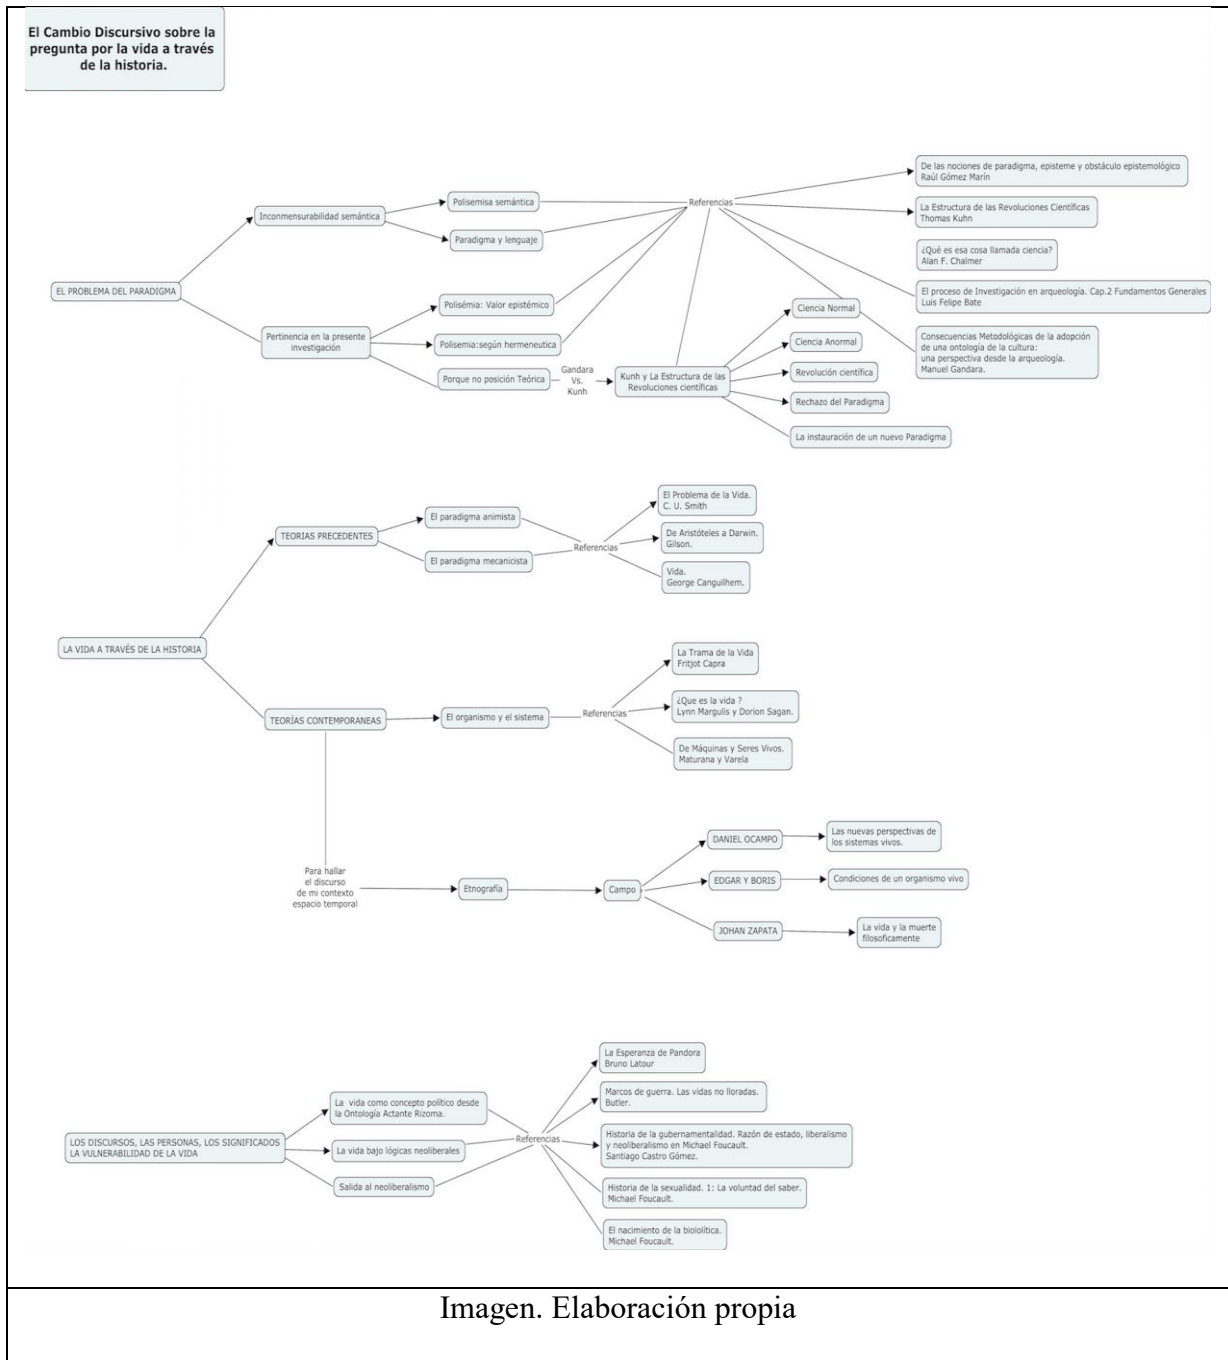 El Cambio Discursivo sobre la
pregunta por la vida a través
de la historia.
EL PROBLEMA DEL PARADIGMA
Inconmensurabilidad semántica
Polisemisa semántica
Paradigma y lenguaje
Pertinencia en la presente
investigación
Polisémia: Valor epistémico
Polisemia:según hermeneutica
Porque no posición Teórica
Gandara
Vs.
Kunh
Kunh y La Estructura de las
Revoluciones científicas
Ciencia Normal
Ciencia Anormal
Revolución científica
Rechazo del Paradigma
La instauración de un nuevo Paradigma
Referencias
De las nociones de paradigma, episteme y obstáculo epistemológico
Raúl Gómez Marín
La Estructura de las Revoluciones Científicas
Thomas Kuhn
¿Qué es esa cosa llamada ciencia?
Alan F. Chalmer
El proceso de Investigación en arqueología. Cap.2 Fundamentos Generales
Luis Felipe Bate
Consecuencias Metodológicas de la adopción
de una ontología de la cultura:
una perspectiva desde la arqueología.
Manuel Gandara.
LA VIDA A TRAVÉS DE LA HISTORIA
TEORIAS PRECEDENTES
El paradigma animista
El paradigma mecanicista
Referencias
El Problema de la Vida.
C. U. Smith
De Aristóteles a Darwin.
Gilson.
Vida.
George Canguilhem.
TEORÍAS CONTEMPORANEAS
El organismo y el sistema
Referencias
La Trama de la Vida
Fritjot Capra
¿Que es la vida ?
Lynn Margulis y Dorion Sagan.
De Máquinas y Seres Vivos.
Maturana y Varela
Para hallar
el discurso
de mi contexto
espacio temporal
Etnografía
Campo
DANIEL OCAMPO
Las nuevas perspectivas de
los sistemas vivos.
EDGAR Y BORIS
Condiciones de un organismo vivo
JOHAN ZAPATA
La vida y la muerte
filosoficamente
LOS DISCURSOS, LAS PERSONAS, LOS SIGNIFICADOS
LA VULNERABILIDAD DE LA VIDA
La vida como concepto político desde
la Ontología Actante Rizoma.
La vida bajo lógicas neoliberales
Salida al neoliberalismo
Referencias
La Esperanza de Pandora
Bruno Latour
Marcos de guerra. Las vidas no lloradas.
Butler.
Historia de la gubernamentalidad. Razón de estado, liberalismo
y neoliberalismo en Michael Foucault.
Santiago Castro Gómez.
Historia de la sexualidad. 1: La voluntad del saber.
Michael Foucault.
El nacimiento de la biololítica.
Michael Foucault.
Imagen. Elaboración propia